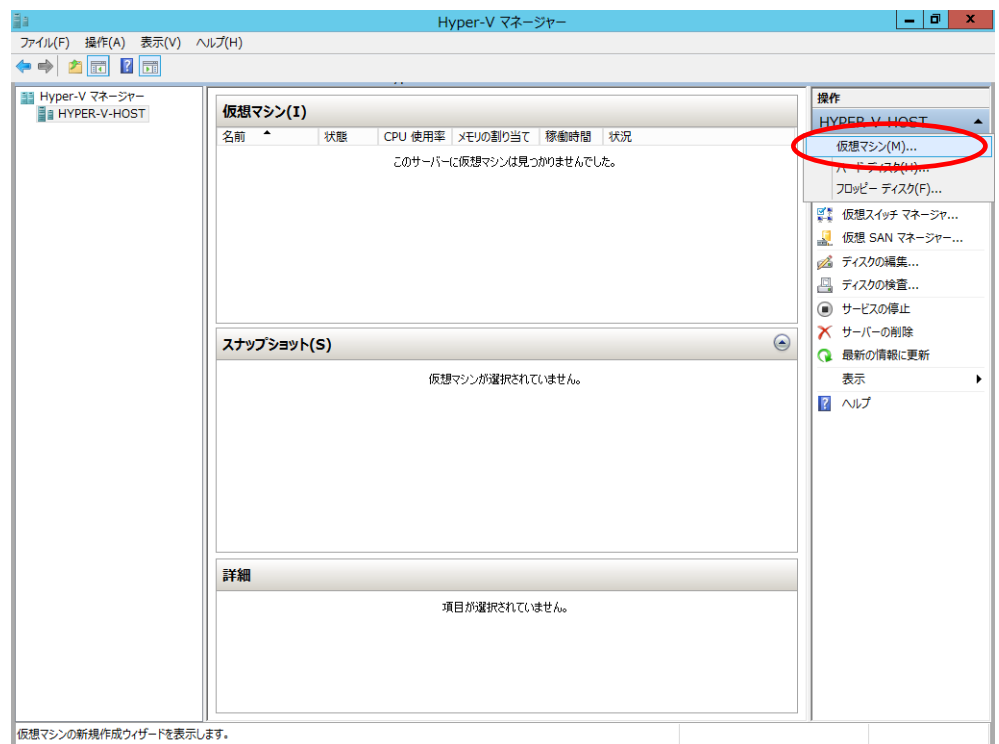 Hyper-V マネージャー
ファイル(F) 操作(A) 表示(V) ヘルプ(H)
Hyper-V マネージャー
HYPER-V-HOST
仮想マシン(I)
名前 状態 CPU 使用率 メモリの割り当て 稼働時間 状況
このサーバーに仮想マシンは見つかりませんでした。
スナップショット(S)
仮想マシンが選択されていません。
詳細
項目が選択されていません。
操作
HYPER-V-HOST
仮想マシン(M)...
ハード ディスク(H)...
フロッピー ディスク(F)...
仮想スイッチ マネージャ...
仮想 SAN マネージャー...
ディスクの編集...
ディスクの検査...
サービスの停止
サーバーの削除
最新の情報に更新
表示
ヘルプ
仮想マシンの新規作成ウィザードを表示します。